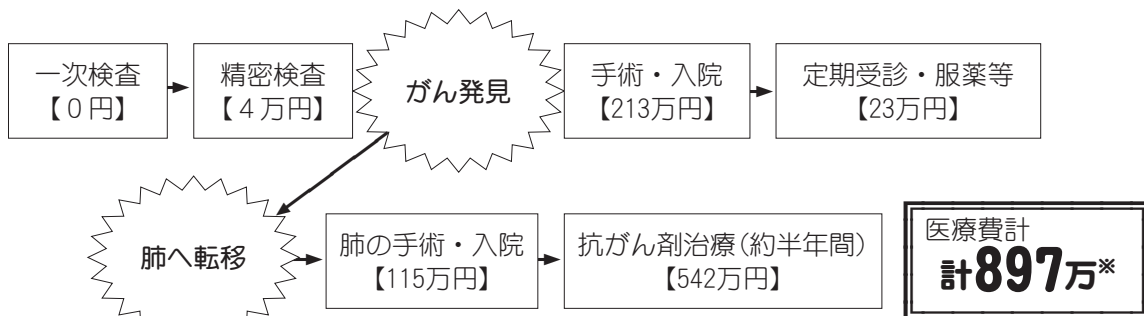 一次検査
【０円】
精密検査
【４万円】
がん発見
手術・入院
【213万円】
定期受診・服薬等
【23万円】
肺へ転移
肺の手術・入院
【115万円】
抗がん剤治療(約半年間)
【542万円】
医療費計
計897万※